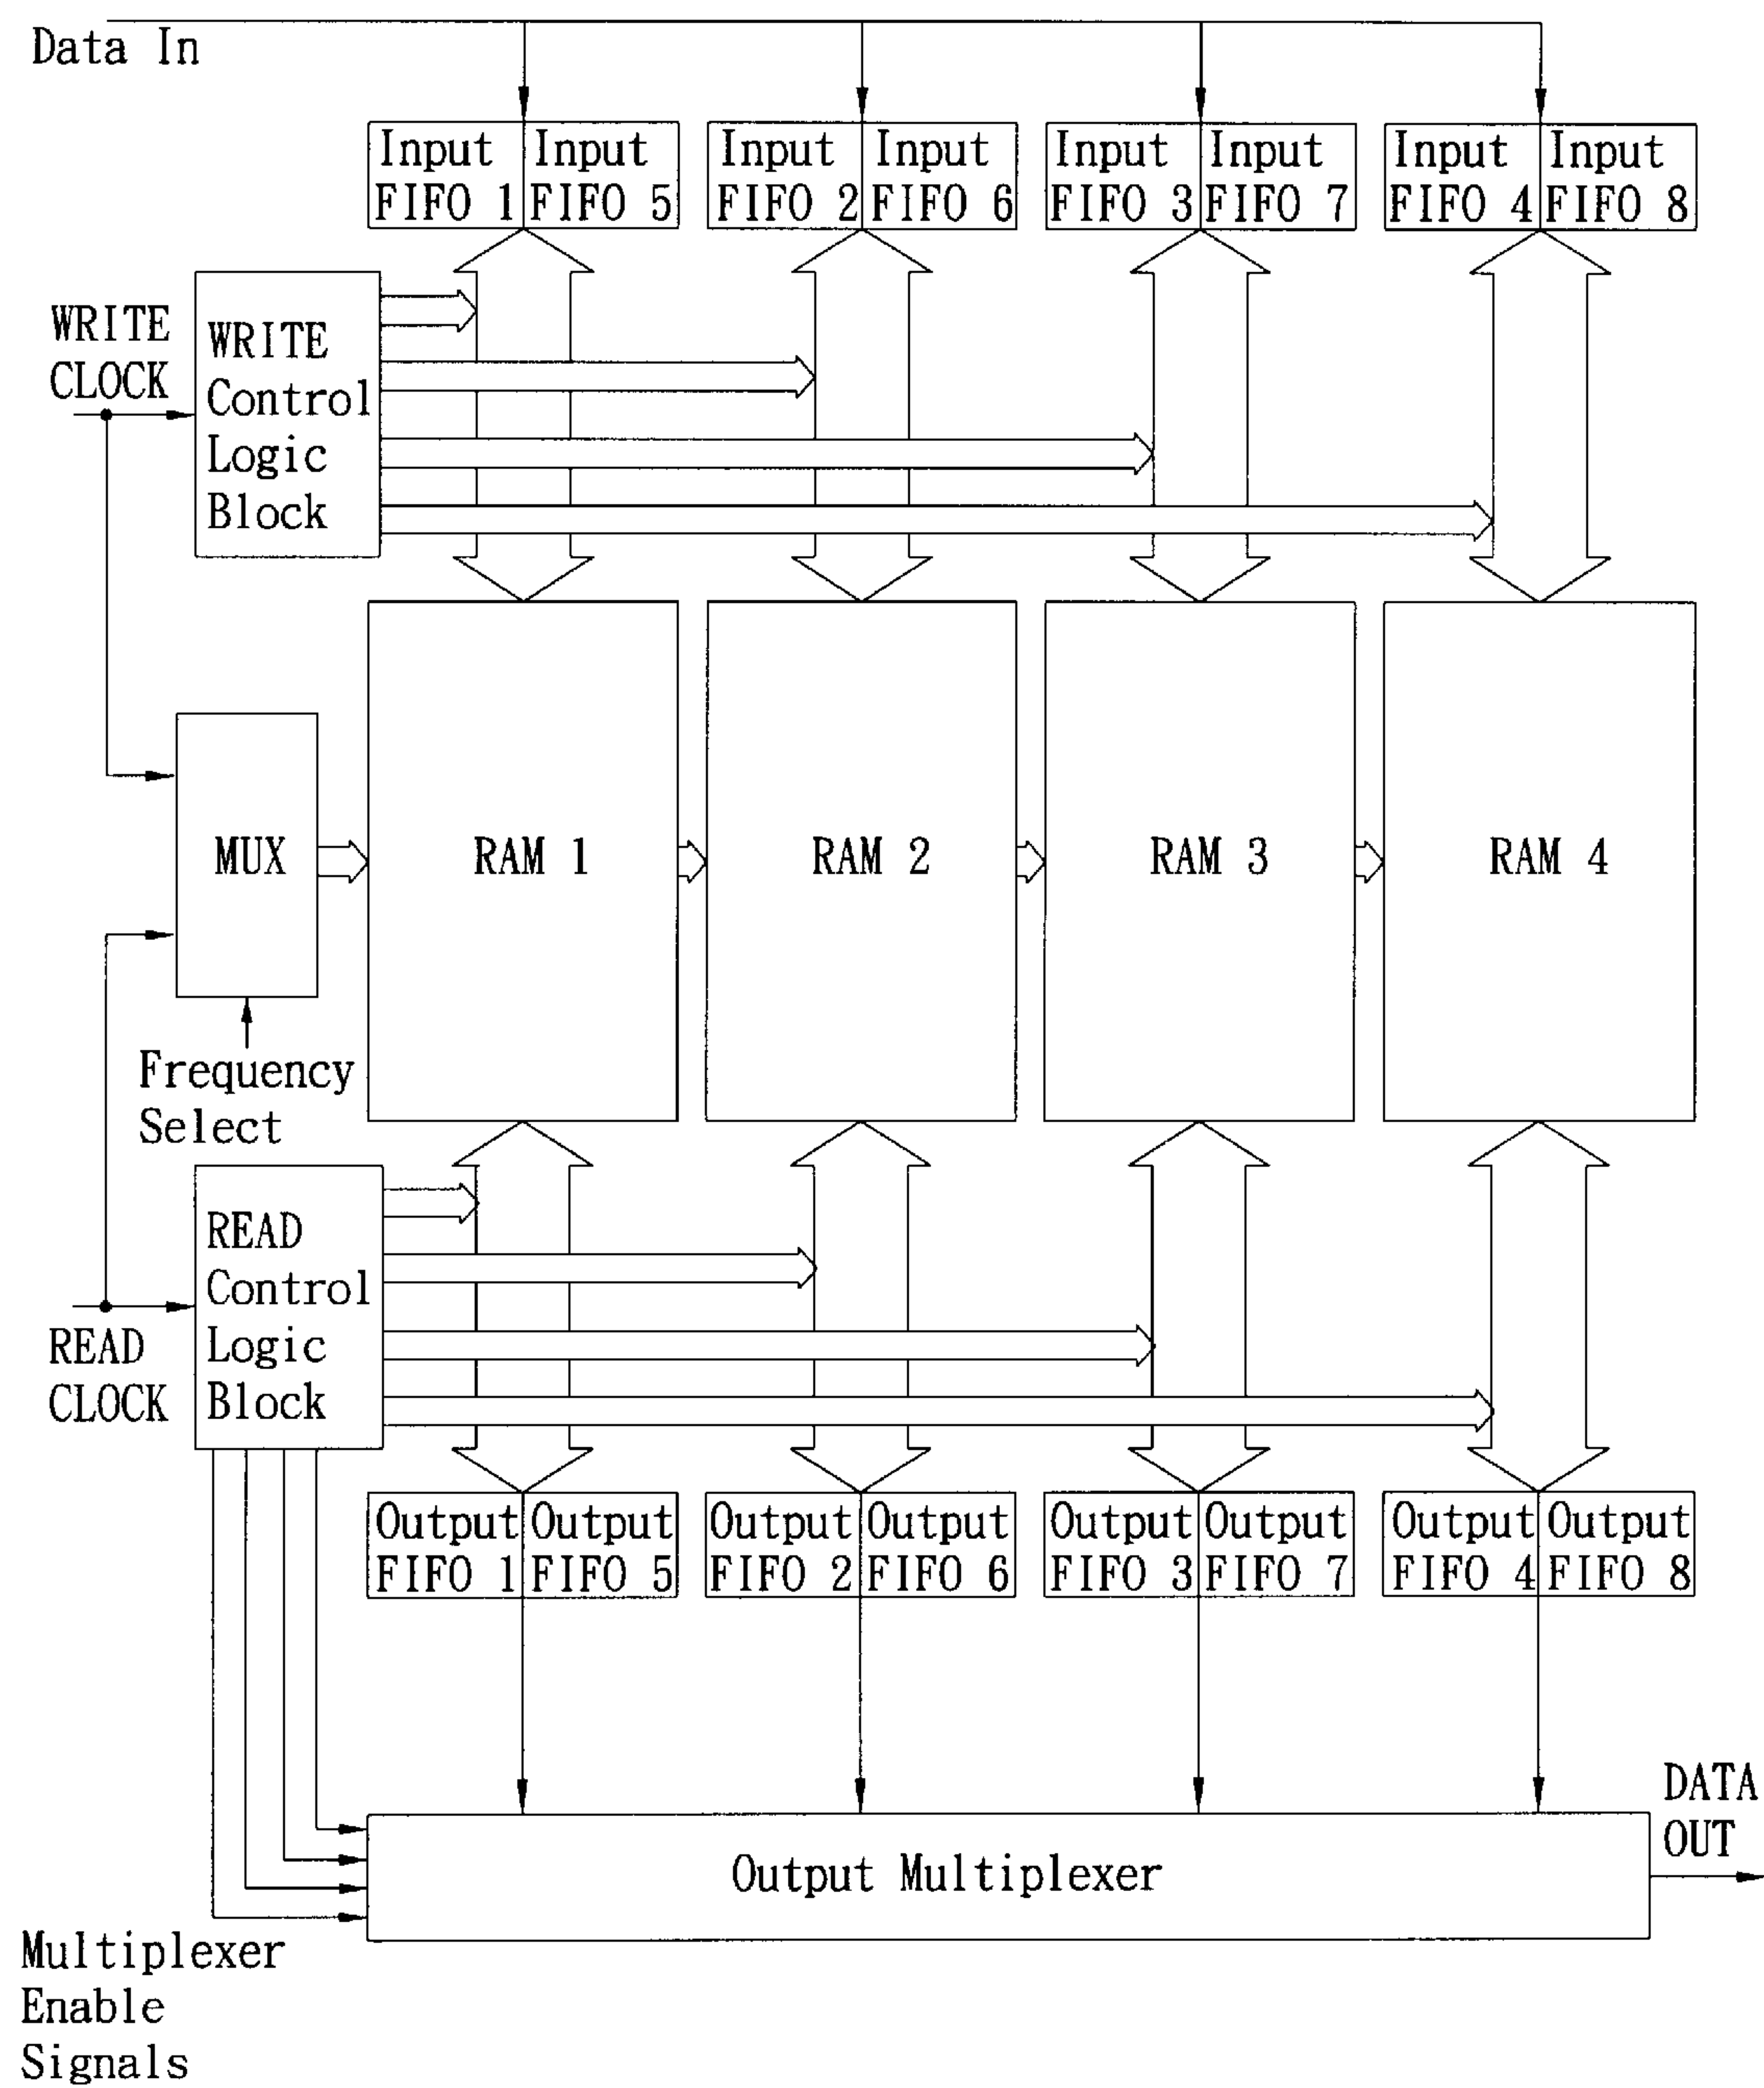 Data In
Input
FIFO 1
Input
FIFO 5
Input
FIFO 2
Input
FIFO 6
Input
FIFO 3
Input
FIFO 7
Input
FIFO 4
Input
FIFO 8
WRITE
CLOCK
WRITE
Control
Logic
Block
MUX
RAM 1
RAM 2
RAM 3
RAM 4
Frequency
Select
READ
CLOCK
READ
Control
Logic
Block
Output
FIFO 1
Output
FIFO 5
Output
FIFO 2
Output
FIFO 6
Output
FIFO 3
Output
FIFO 7
Output
FIFO 4
Output
FIFO 8
Output Multiplexer
DATA
OUT
Multiplexer
Enable
Signals